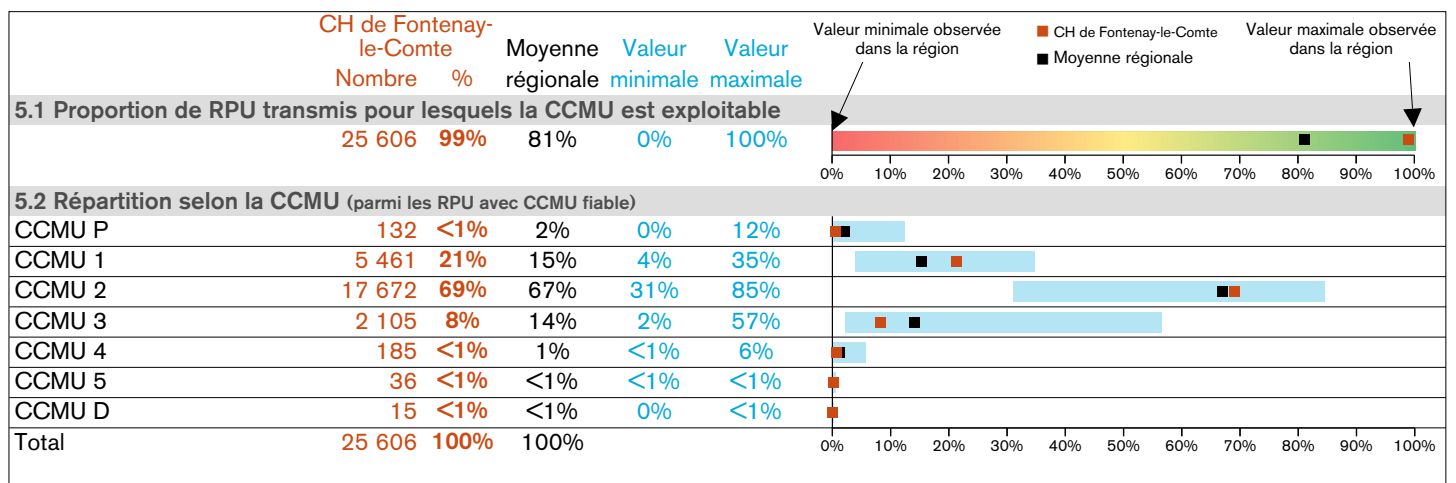 CH de Fontenay-
le-Comte
Nombre % Moyenne régionale Valeur minimale Valeur maximale
Valeur minimale observée
dans la région
CH de Fontenay-le-Comte
Moyenne régionale
Valeur maximale observée
dans la région
5.1 Proportion de RPU transmis pour lesquels la CCMU est exploitable
25 606 99% 81% 0% 100%
0% 10% 20% 30% 40% 50% 60% 70% 80% 90% 100%
5.2 Répartition selon la CCMU (parmi les RPU avec CCMU fiable)
CCMU P 132 <1% 2% 0% 12%
CCMU 1 5 461 21% 15% 4% 35%
CCMU 2 17 672 69% 67% 31% 85%
CCMU 3 2 105 8% 14% 2% 57%
CCMU 4 185 <1% 1% <1% 6%
CCMU 5 36 <1% <1% <1% <1%
CCMU D 15 <1% <1% 0% <1%
Total 25 606 100% 100%
0% 10% 20% 30% 40% 50% 60% 70% 80% 90% 100%